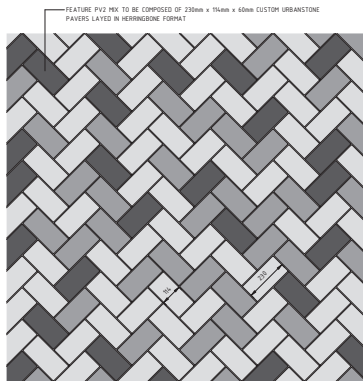 FEATURE PV2 MIX TO BE COMPOSED OF 230mm x 114mm x 60mm CUSTOM URBANSTONE
PAVERS LAYED IN HERRINGBONE FORMAT
230
114